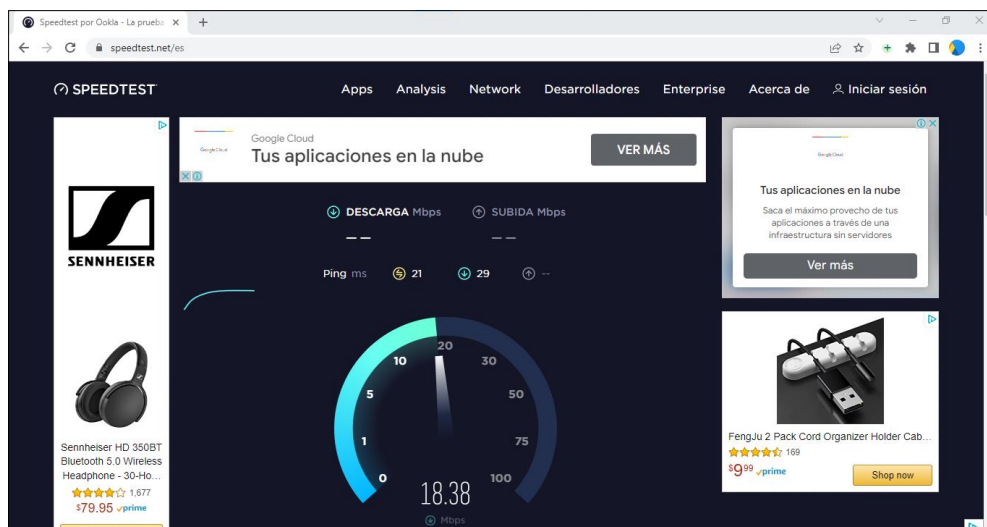 Speedtest por Ookla - La prueba
speedtest.net/es
SPEEDTEST
Apps Analysis Network Desarrolladores Enterprise Acerca de Iniciar sesión
SENNHEISER
Sennheiser HD 350BT
Bluetooth 5.0 Wireless
Headphone - 30-Ho...
1,677
$79.95 prime
Google Cloud
Google Cloud
Tus aplicaciones en la nube
VER MÁS
DESCARGA Mbps SUBIDA Mbps
Ping ms 21 29 --
0
1
5
10
20
30
50
75
100
18.38
Mbps
Google Cloud
Tus aplicaciones en la nube
Saca el máximo provecho de tus
aplicaciones a través de una
infraestructura sin servidores
Ver más
FengJu 2 Pack Cord Organizer Holder Cab...
169
$9.99 prime
Shop now